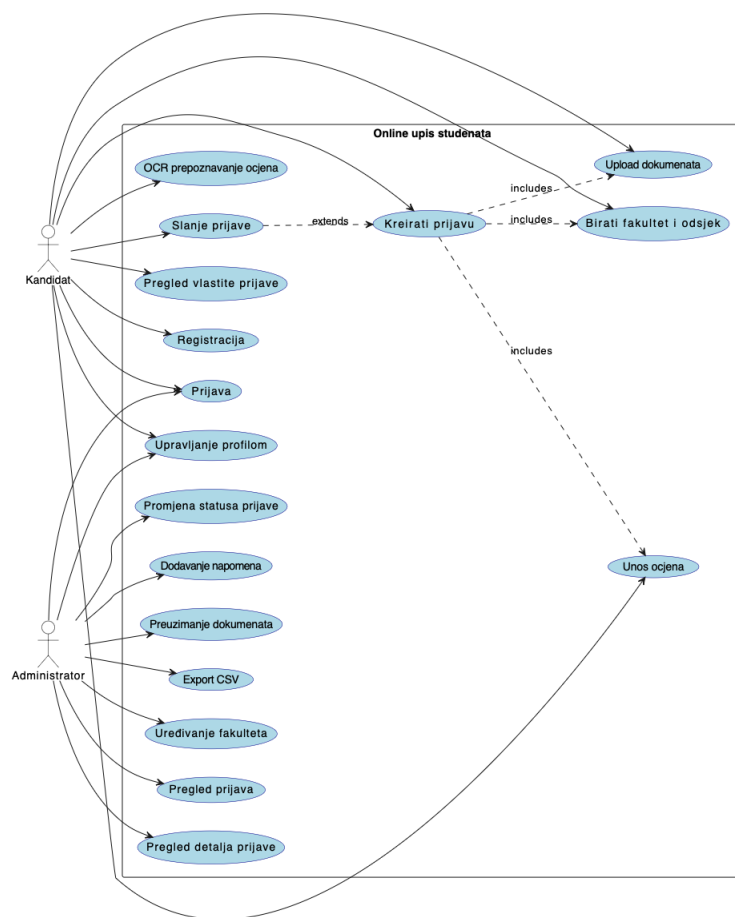 Online upis studenata
OCR prepoznavanje ocjena
Upload dokumenata
includes
Slanje prijave
extends
Kreirati prijavu
includes
Birati fakultet i odsjek
Kandidat
Pregled vlastite prijave
Registracija
includes
Prijava
Upravljanje profilom
Promjena statusa prijave
Dodavanje napomena
Unos ocjena
Preuzimanje dokumenata
Administrator
Export CSV
Uređivanje fakulteta
Pregled prijava
Pregled detalja prijave